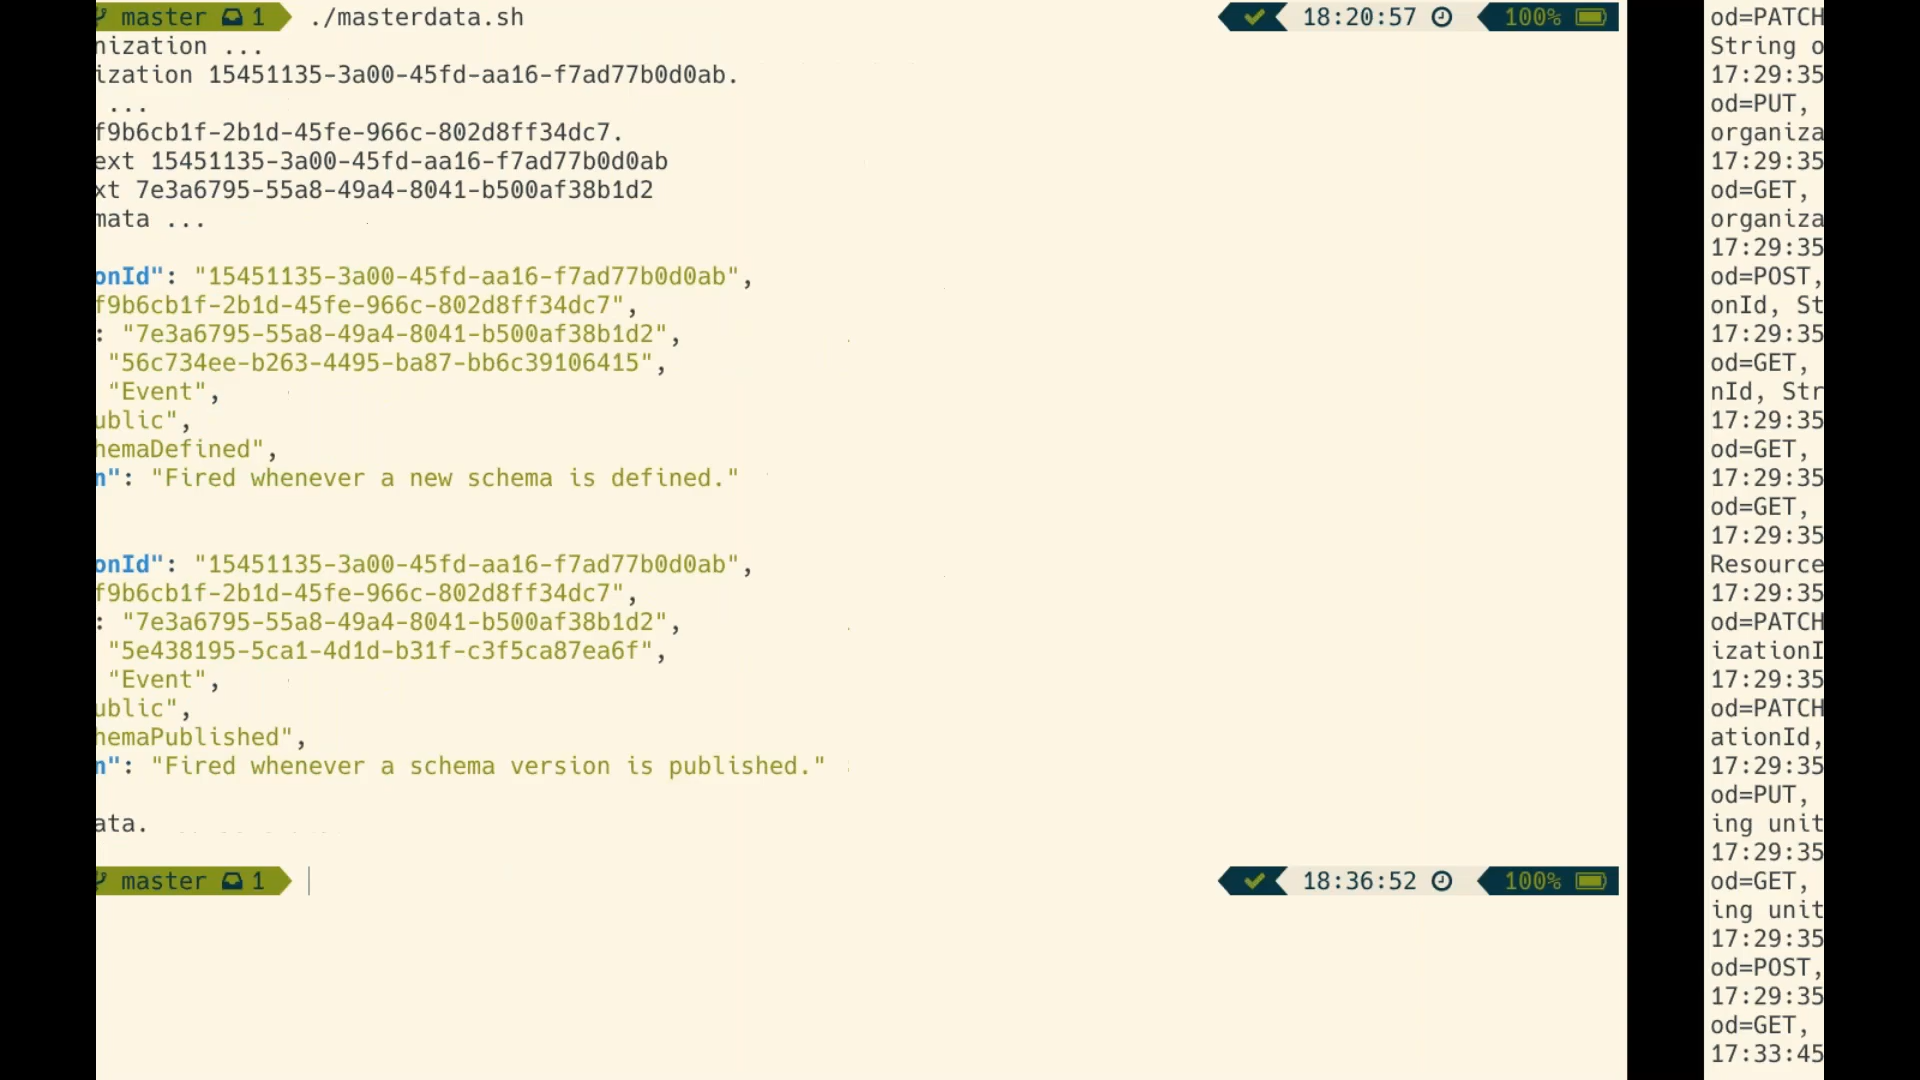 master 1 ./masterdata.sh 18:20:57 100%
nization ...
ization 15451135-3a00-45fd-aa16-f7ad77b0d0ab.
...
f9b6cb1f-2b1d-45fe-966c-802d8ff34dc7.
ext 15451135-3a00-45fd-aa16-f7ad77b0d0ab
xt 7e3a6795-55a8-49a4-8041-b500af38b1d2
mata ...
onId": "15451135-3a00-45fd-aa16-f7ad77b0d0ab",
f9b6cb1f-2b1d-45fe-966c-802d8ff34dc7",
: "7e3a6795-55a8-49a4-8041-b500af38b1d2",
"56c734ee-b263-4495-ba87-bb6c39106415",
"Event",
ublic",
hemaDefined",
n": "Fired whenever a new schema is defined."
onId": "15451135-3a00-45fd-aa16-f7ad77b0d0ab",
f9b6cb1f-2b1d-45fe-966c-802d8ff34dc7",
: "7e3a6795-55a8-49a4-8041-b500af38b1d2",
"5e438195-5ca1-4d1d-b31f-c3f5ca87ea6f",
"Event",
ublic",
hemaPublished",
n": "Fired whenever a schema version is published."
ata.
master 1 18:36:52 100%
od=PATCH
String o
17:29:35
od=PUT,
organiza
17:29:35
od=GET,
organiza
17:29:35
od=POST,
onId, St
17:29:35
od=GET,
nId, Str
17:29:35
od=GET,
17:29:35
od=GET,
17:29:35
Resource
17:29:35
od=PATCH
izationI
17:29:35
od=PATCH
ationId,
17:29:35
od=PUT,
ing unit
17:29:35
od=GET,
ing unit
17:29:35
od=POST,
17:29:35
od=GET,
17:33:45